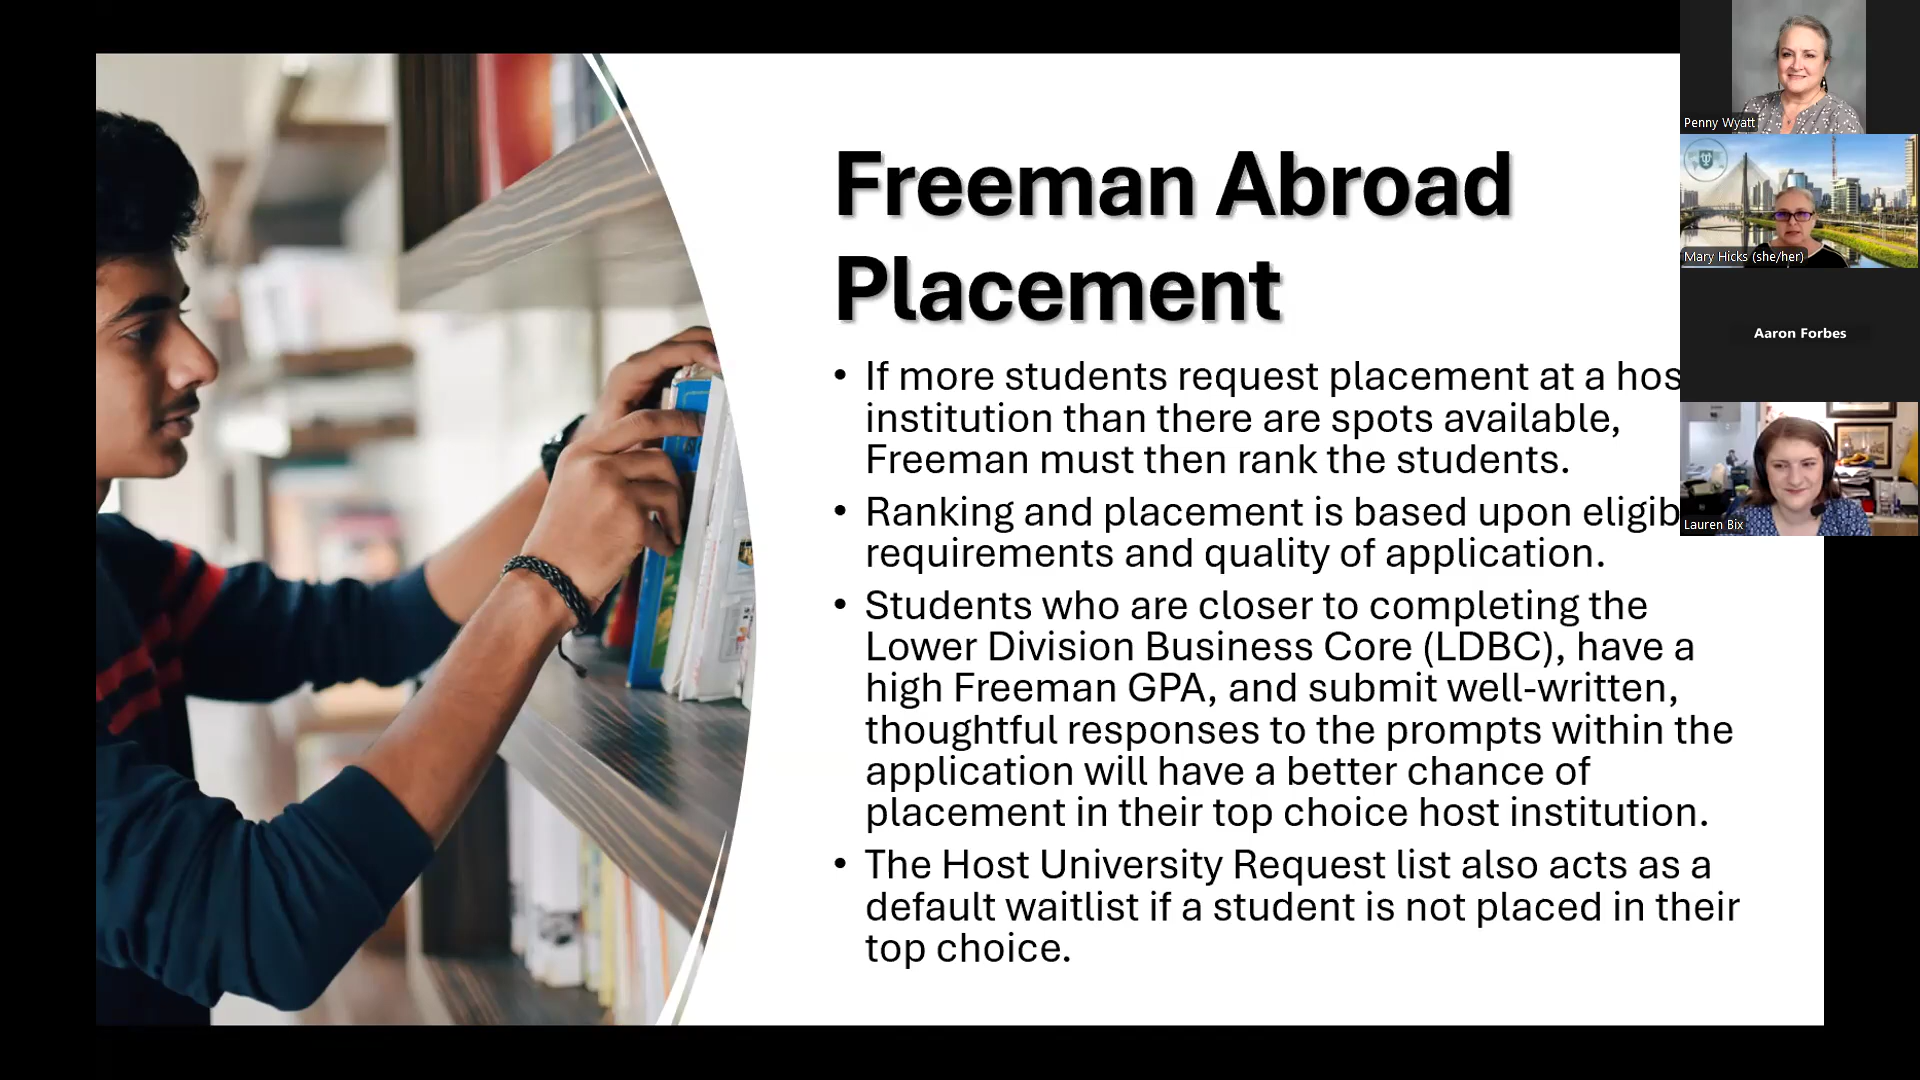 Freeman Abroad
Placement
• If more students request placement at a hos
institution than there are spots available,
Freeman must then rank the students.
• Ranking and placement is based upon eligib
requirements and quality of application.
• Students who are closer to completing the
Lower Division Business Core (LDBC), have a
high Freeman GPA, and submit well-written,
thoughtful responses to the prompts within the
application will have a better chance of
placement in their top choice host institution.
• The Host University Request list also acts as a
default waitlist if a student is not placed in their
top choice.
Penny Wyatt
Mary Hicks (she/her)
Aaron Forbes
Lauren Bix